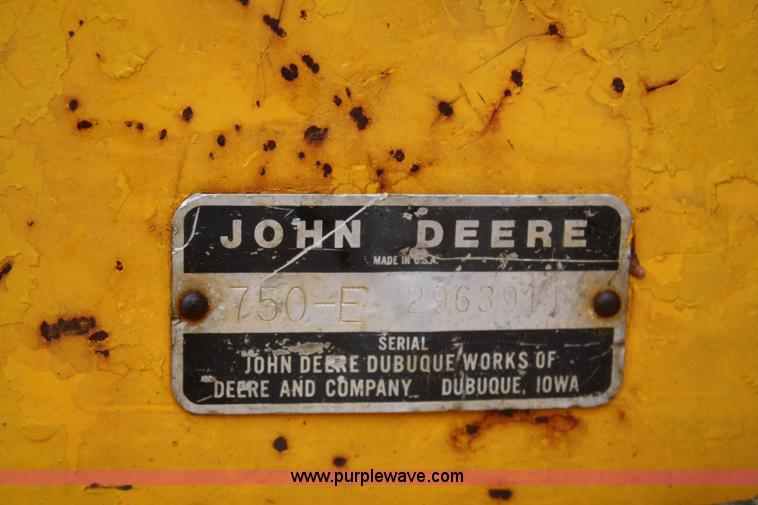 JOHN DEERE
MADE IN U.S.A.
750-E
SERIAL
JOHN DEERE DUBUQUE WORKS OF
DEERE AND COMPANY DUBUQUE, IOWA
www.purplewave.com